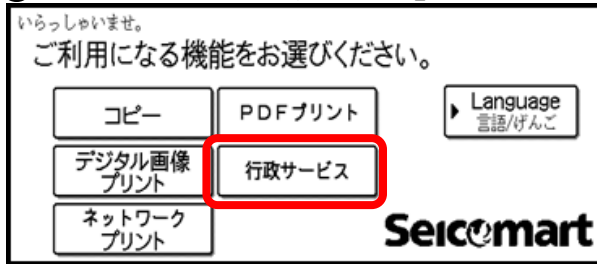 いらっしゃいませ。
ご利用になる機能をお選びください。
コピー
PDFプリント
Language
言語/げんご
デジタル画像
プリント
行政サービス
ネットワーク
プリント
Seicomart